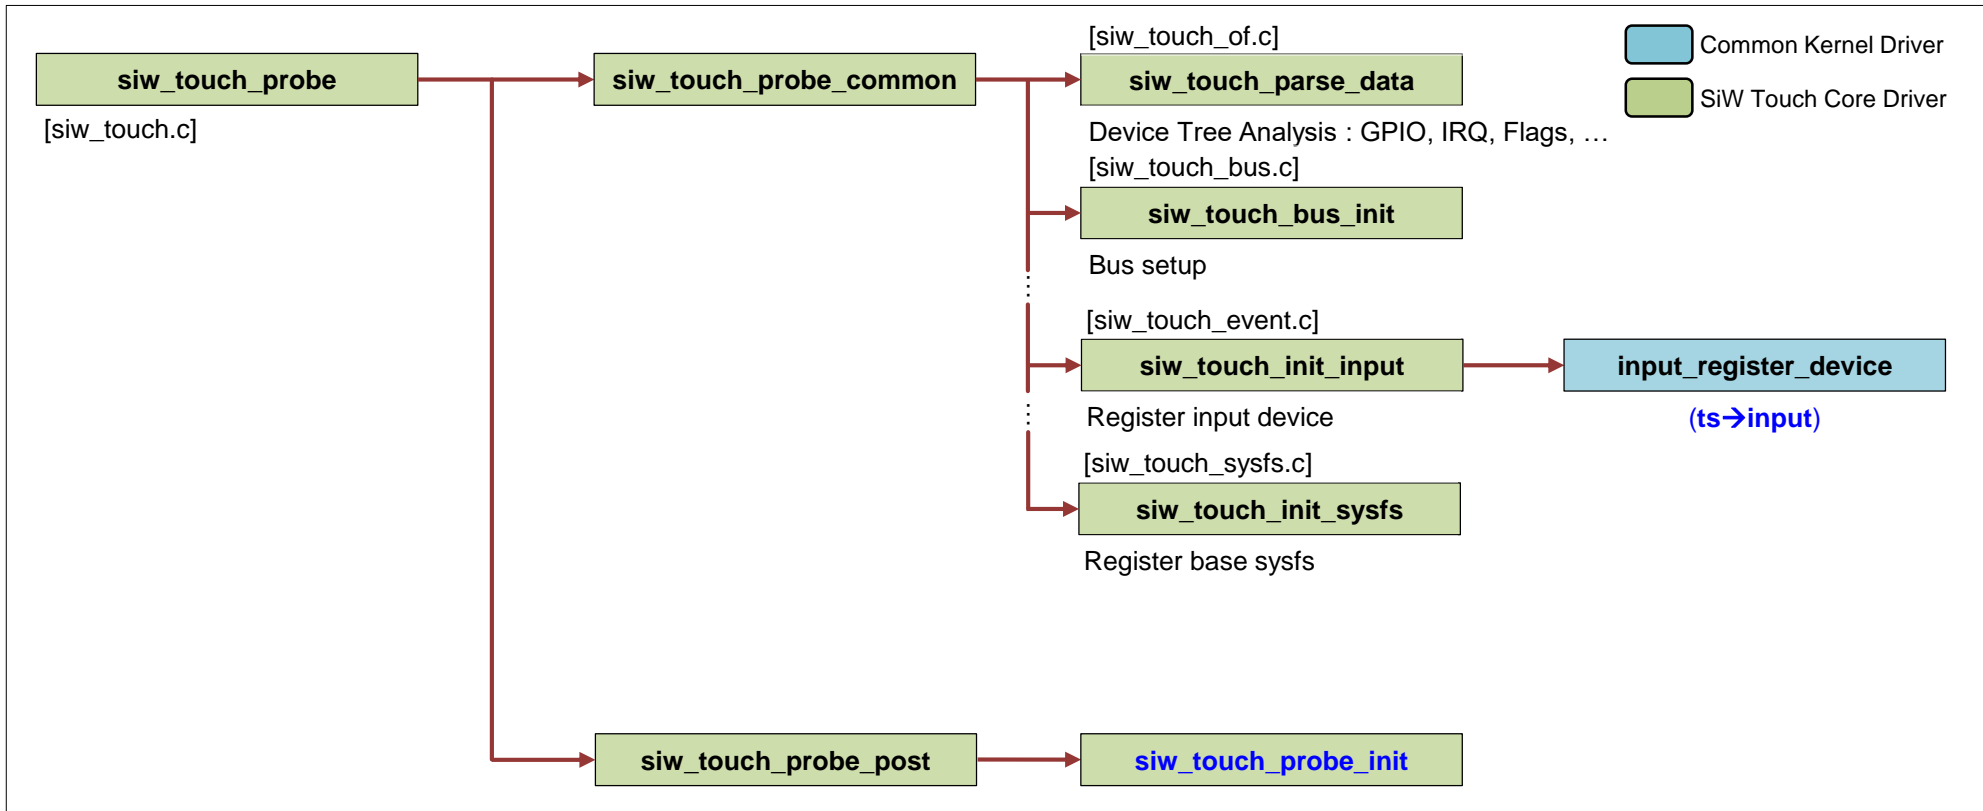 [siw_touch_of.c]
Common Kernel Driver
siw_touch_probe
siw_touch_probe_common
siw_touch_parse_data
SiW Touch Core Driver
[siw_touch.c]
Device Tree Analysis : GPIO, IRQ, Flags, …
[siw_touch_bus.c]
siw_touch_bus_init
Bus setup
[siw_touch_event.c]
siw_touch_init_input
input_register_device
Register input device
(ts→input)
[siw_touch_sysfs.c]
siw_touch_init_sysfs
Register base sysfs
siw_touch_probe_post
siw_touch_probe_init